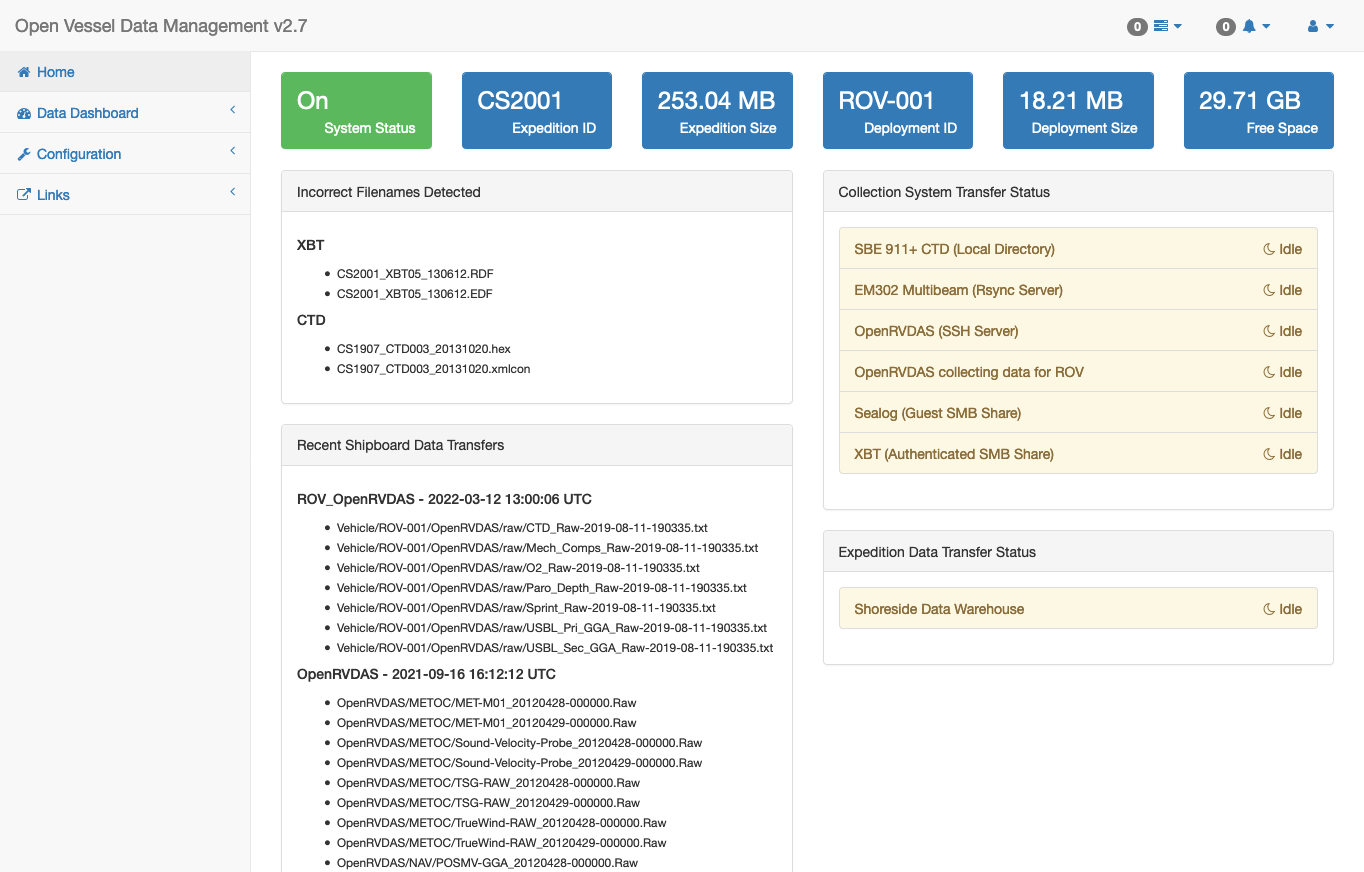 Open Vessel Data Management v2.7
0
0
Home
Data Dashboard
Configuration
Links
On
System Status
CS2001
Expedition ID
253.04 MB
Expedition Size
ROV-001
Deployment ID
18.21 MB
Deployment Size
29.71 GB
Free Space
Incorrect Filenames Detected
XBT
CS2001_XBT05_130612.RDF
CS2001_XBT05_130612.EDF
CTD
CS1907_CTD003_20131020.hex
CS1907_CTD003_20131020.xmlcon
Recent Shipboard Data Transfers
ROV_OpenRVDAS - 2022-03-12 13:00:06 UTC
Vehicle/ROV-001/OpenRVDAS/raw/CTD_Raw-2019-08-11-190335.txt
Vehicle/ROV-001/OpenRVDAS/raw/Mech_Comps_Raw-2019-08-11-190335.txt
Vehicle/ROV-001/OpenRVDAS/raw/O2_Raw-2019-08-11-190335.txt
Vehicle/ROV-001/OpenRVDAS/raw/Paro_Depth_Raw-2019-08-11-190335.txt
Vehicle/ROV-001/OpenRVDAS/raw/Sprint_Raw-2019-08-11-190335.txt
Vehicle/ROV-001/OpenRVDAS/raw/USBL_Pri_GGA_Raw-2019-08-11-190335.txt
Vehicle/ROV-001/OpenRVDAS/raw/USBL_Sec_GGA_Raw-2019-08-11-190335.txt
OpenRVDAS - 2021-09-16 16:12:12 UTC
OpenRVDAS/METOC/MET-M01_20120428-000000.Raw
OpenRVDAS/METOC/MET-M01_20120429-000000.Raw
OpenRVDAS/METOC/Sound-Velocity-Probe_20120428-000000.Raw
OpenRVDAS/METOC/Sound-Velocity-Probe_20120429-000000.Raw
OpenRVDAS/METOC/TSG-RAW_20120428-000000.Raw
OpenRVDAS/METOC/TSG-RAW_20120429-000000.Raw
OpenRVDAS/METOC/TrueWind-RAW_20120428-000000.Raw
OpenRVDAS/METOC/TrueWind-RAW_20120429-000000.Raw
OpenRVDAS/NAV/POSMV-GGA_20120428-000000.Raw
Collection System Transfer Status
SBE 911+ CTD (Local Directory) Idle
EM302 Multibeam (Rsync Server) Idle
OpenRVDAS (SSH Server) Idle
OpenRVDAS collecting data for ROV Idle
Sealog (Guest SMB Share) Idle
XBT (Authenticated SMB Share) Idle
Expedition Data Transfer Status
Shoreside Data Warehouse Idle